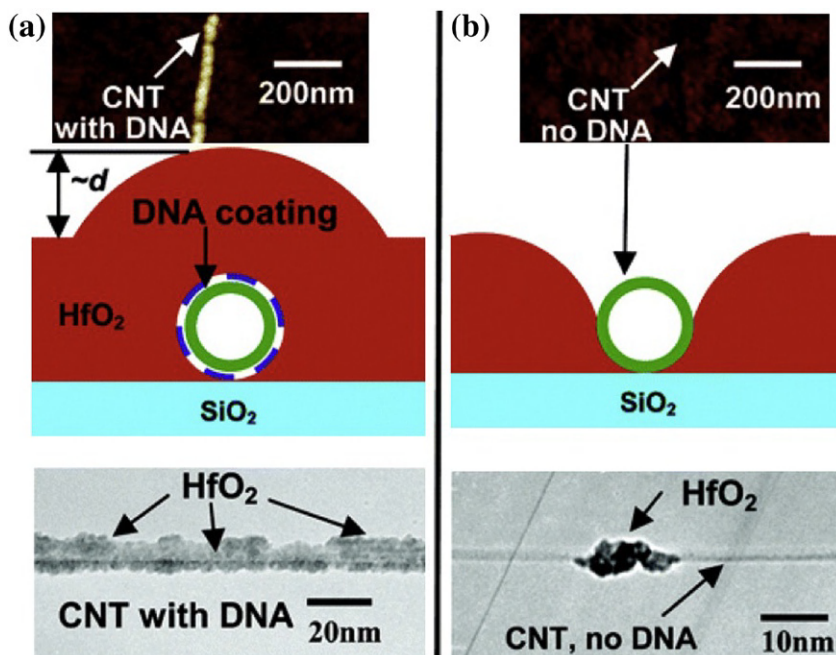 (a)
CNT
with DNA
200nm
~d
DNA coating
HfO₂
SiO₂
HfO₂
CNT with DNA
20nm
(b)
CNT
no DNA
200nm
SiO₂
HfO₂
CNT, no DNA
10nm